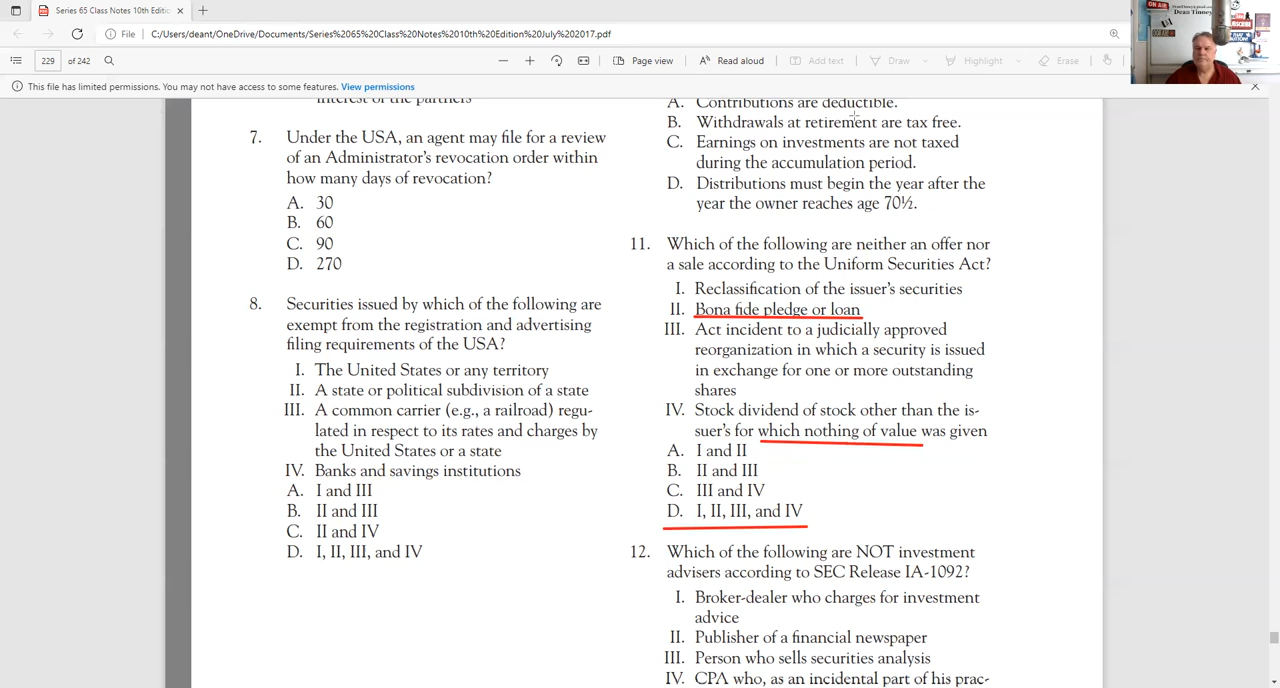 Series 65 Class Notes 10th Editio
File
C:/Users/deant/OneDrive/Documents/Series%2065%20Class%20Notes%2010th%20Edition%20July%202017.pdf
229 of 242
Page view
Read aloud
Add text
Draw
Highlight
Erase
This file has limited permissions. You may not have access to some features. View permissions
ON AIR
Dean Tinney
interest of the partners
7. Under the USA, an agent may file for a review
of an Administrator's revocation order within
how many days of revocation?
A. 30
B. 60
C. 90
D. 270
8. Securities issued by which of the following are
exempt from the registration and advertising
filing requirements of the USA?
I. The United States or any territory
II. A state or political subdivision of a state
III. A common carrier (e.g., a railroad) regu-
lated in respect to its rates and charges by
the United States or a state
IV. Banks and savings institutions
A. I and III
B. II and III
C. II and IV
D. I, II, III, and IV
A. Contributions are deductible.
B. Withdrawals at retirement are tax free.
C. Earnings on investments are not taxed
during the accumulation period.
D. Distributions must begin the year after the
year the owner reaches age 70½.
11. Which of the following are neither an offer nor
a sale according to the Uniform Securities Act?
I. Reclassification of the issuer's securities
II. Bona fide pledge or loan
III. Act incident to a judicially approved
reorganization in which a security is issued
in exchange for one or more outstanding
shares
IV. Stock dividend of stock other than the is-
suer's for which nothing of value was given
A. I and II
B. II and III
C. III and IV
D. I, II, III, and IV
12. Which of the following are NOT investment
advisers according to SEC Release IA-1092?
I. Broker-dealer who charges for investment
advice
II. Publisher of a financial newspaper
III. Person who sells securities analysis
IV. CPA who, as an incidental part of his prac-